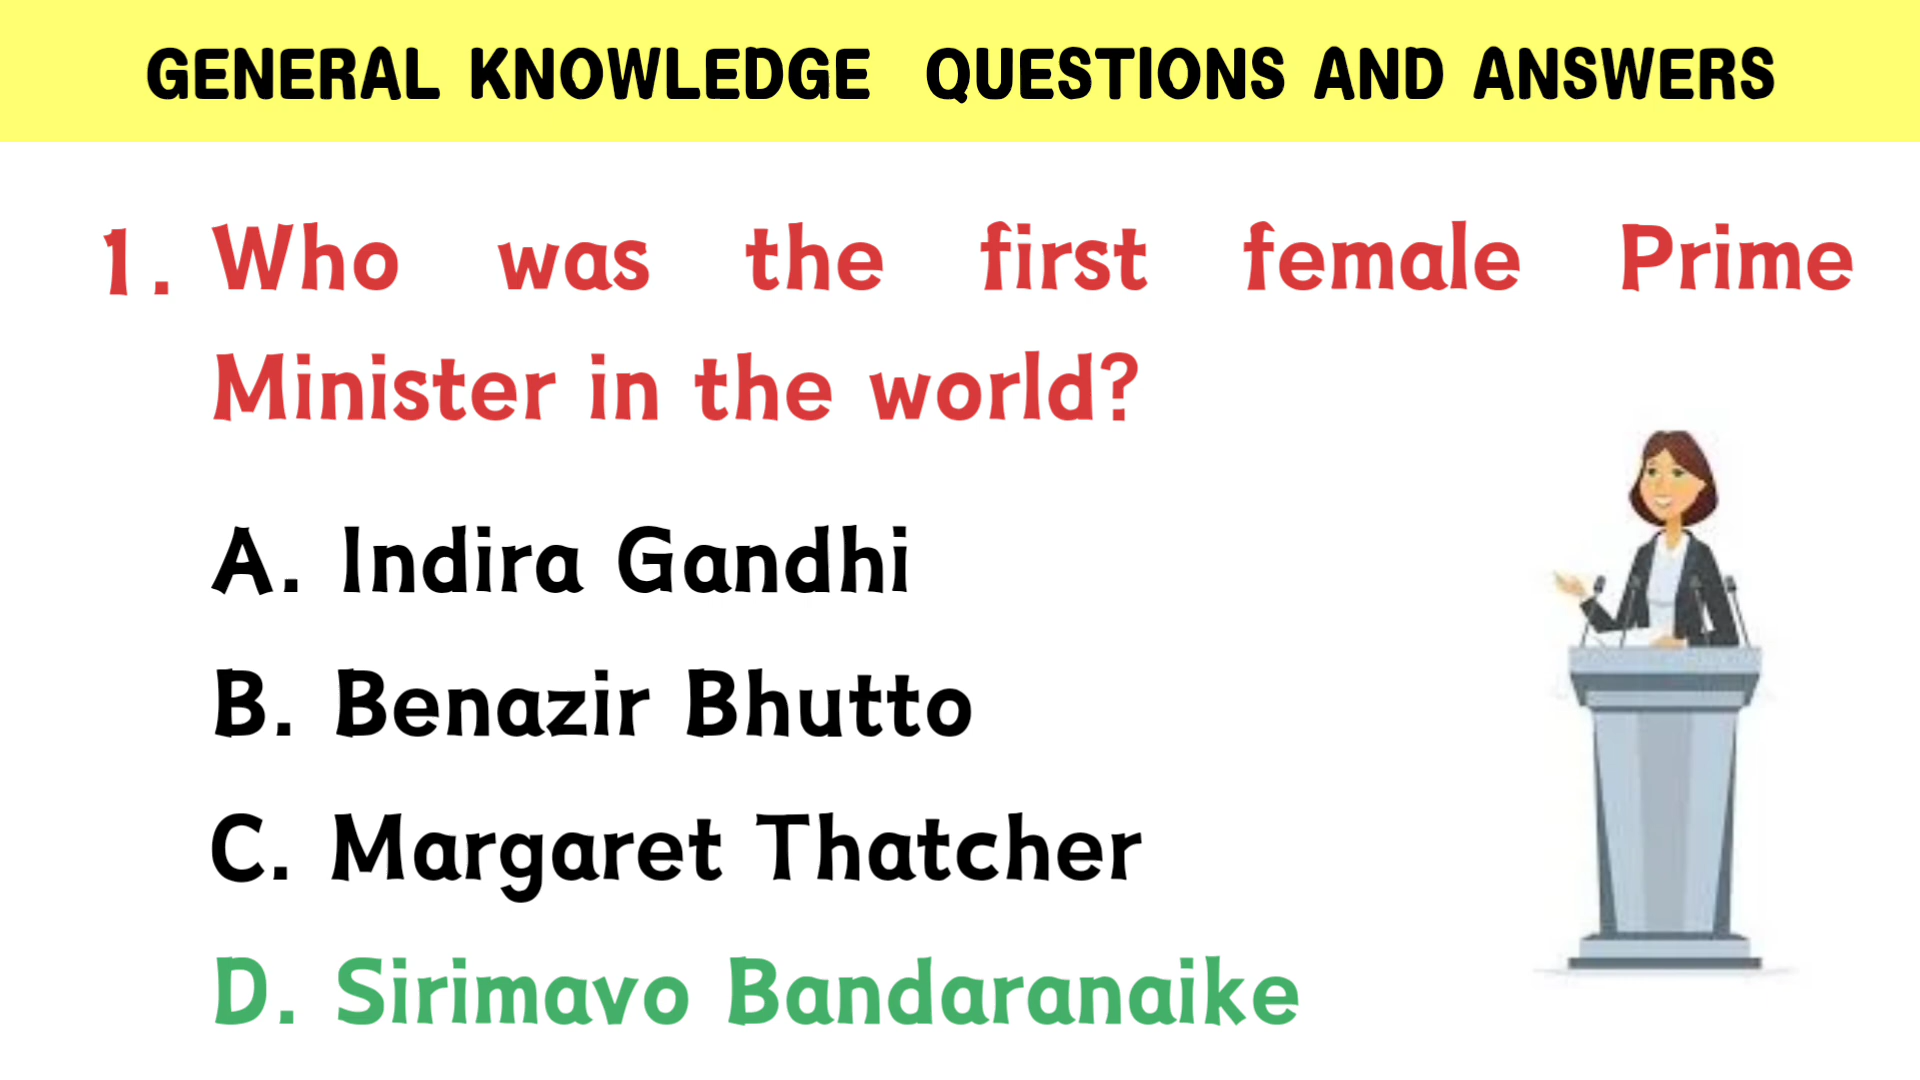 GENERAL KNOWLEDGE QUESTIONS AND ANSWERS
1. Who was the first female Prime
Minister in the world?
A. Indira Gandhi
B. Benazir Bhutto
C. Margaret Thatcher
D. Sirimavo Bandaranaike